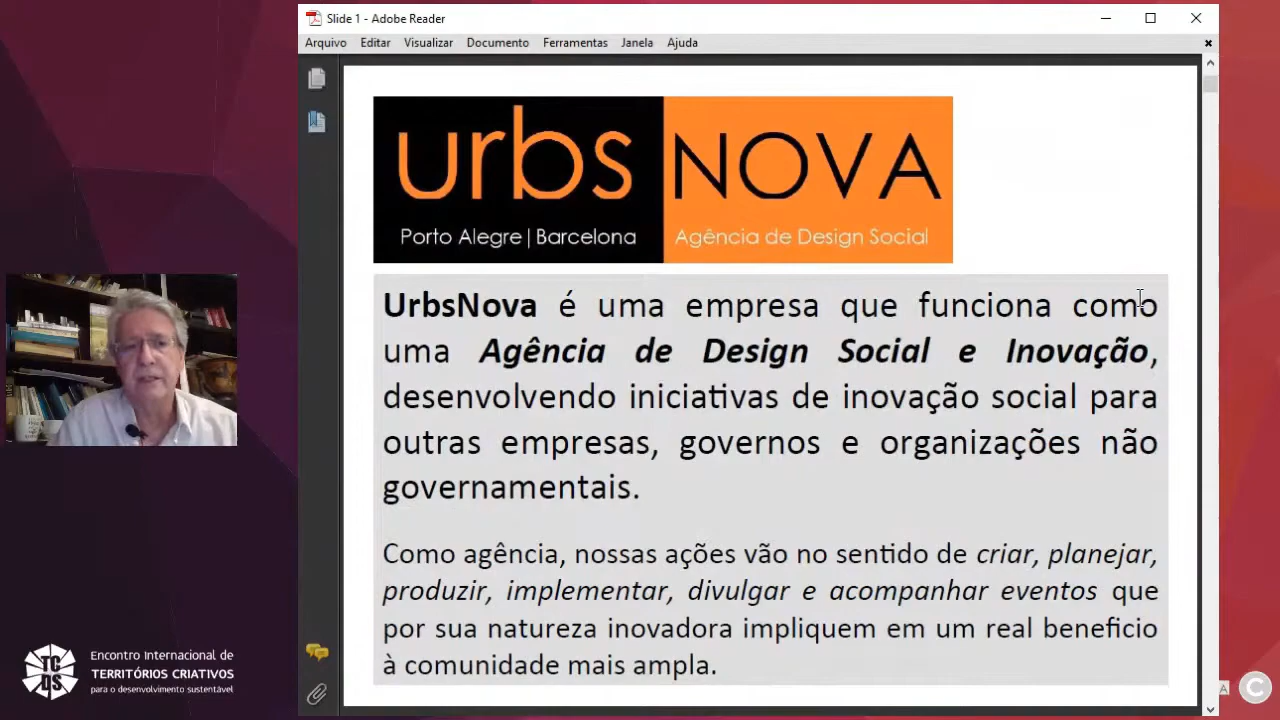 Slide 1 - Adobe Reader
Arquivo Editar Visualizar Documento Ferramentas Janela Ajuda
urbs NOVA
Porto Alegre | Barcelona Agência de Design Social
UrbsNova é uma empresa que funciona como
uma Agência de Design Social e Inovação,
desenvolvendo iniciativas de inovação social para
outras empresas, governos e organizações não
governamentais.
Como agência, nossas ações vão no sentido de criar, planejar,
produzir, implementar, divulgar e acompanhar eventos que
por sua natureza inovadora impliquem em um real beneficio
à comunidade mais ampla.
TC
DS
Encontro Internacional de
TERRITÓRIOS CRIATIVOS
para o desenvolvimento sustentável
A C